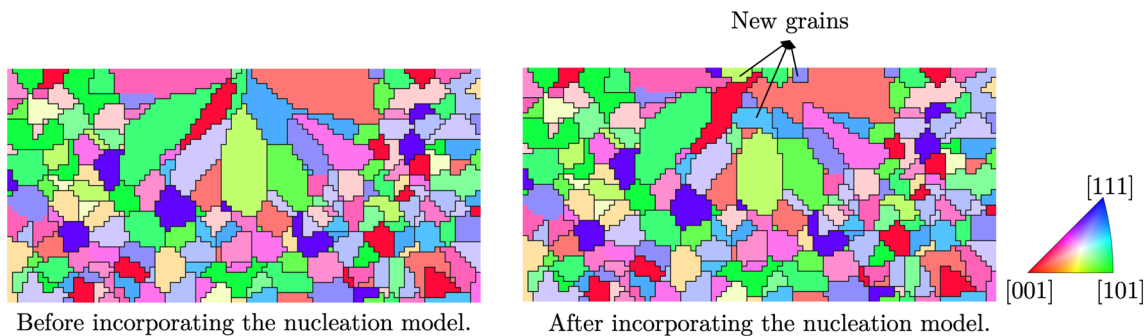 New grains
[111]
[001]
[101]
Before incorporating the nucleation model.
After incorporating the nucleation model.